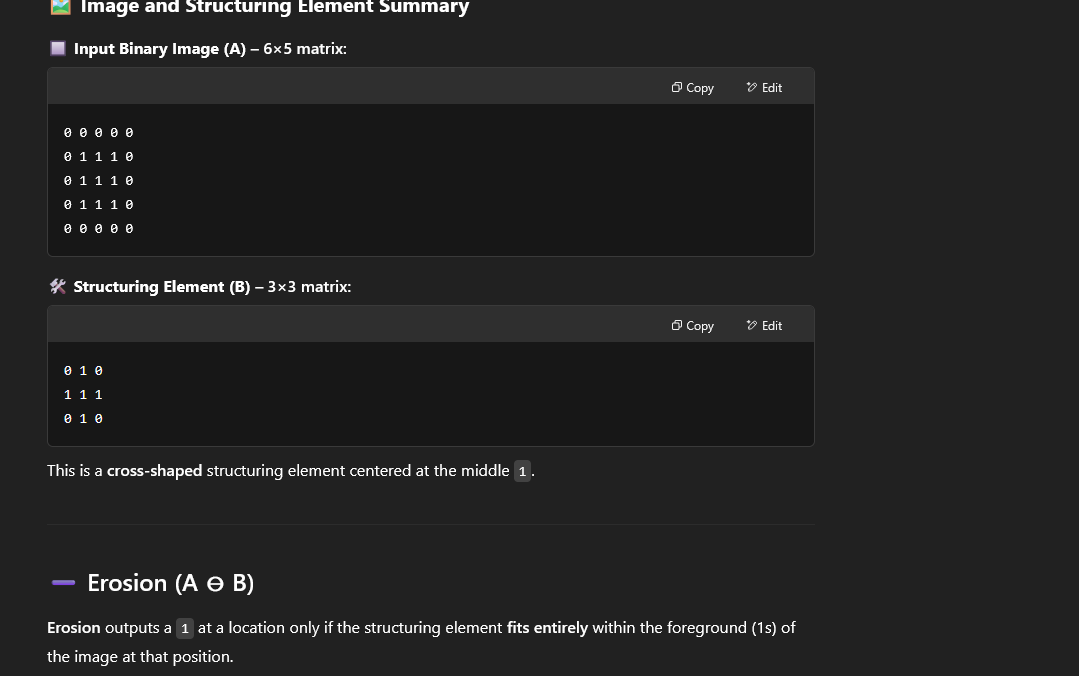 Image and Structuring Element Summary
Input Binary Image (A) – 6×5 matrix:
Copy Edit
0 0 0 0 0
0 1 1 1 0
0 1 1 1 0
0 1 1 1 0
0 0 0 0 0
Structuring Element (B) – 3×3 matrix:
Copy Edit
0 1 0
1 1 1
0 1 0
This is a cross-shaped structuring element centered at the middle 1.
Erosion (A ⊖ B)
Erosion outputs a 1 at a location only if the structuring element fits entirely within the foreground (1s) of
the image at that position.